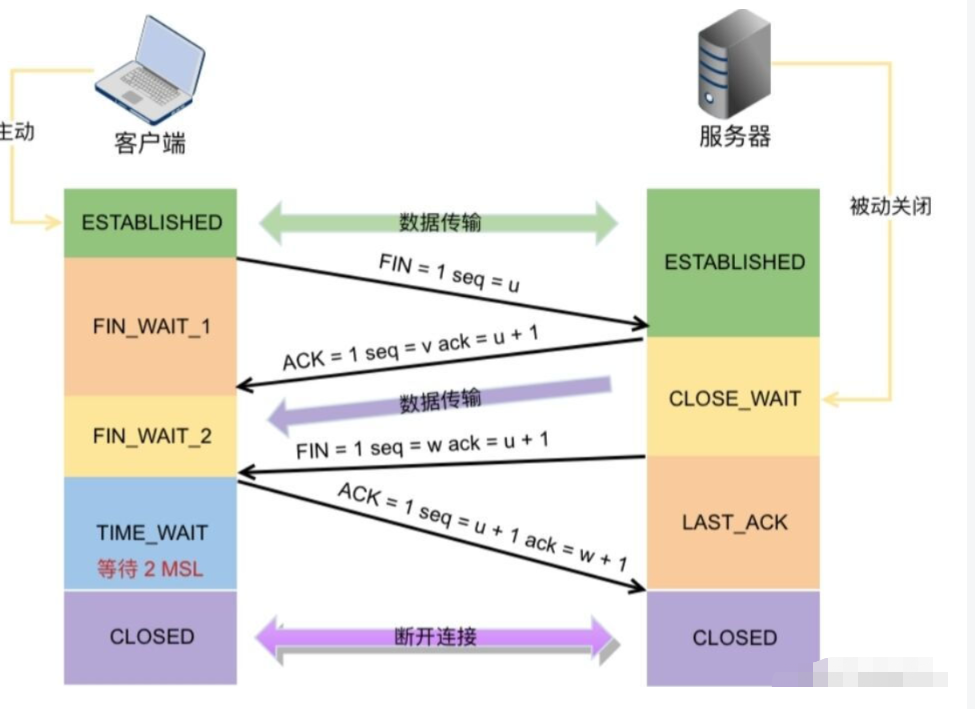 主动
客户端
服务器
被动关闭
ESTABLISHED
数据传输
ESTABLISHED
FIN = 1 seq = u
FIN_WAIT_1
ACK = 1 seq = v ack = u + 1
数据传输
CLOSE_WAIT
FIN_WAIT_2
FIN = 1 seq = w ack = u + 1
ACK = 1 seq = u + 1 ack = w + 1
LAST_ACK
TIME_WAIT
等待 2 MSL
CLOSED
断开连接
CLOSED